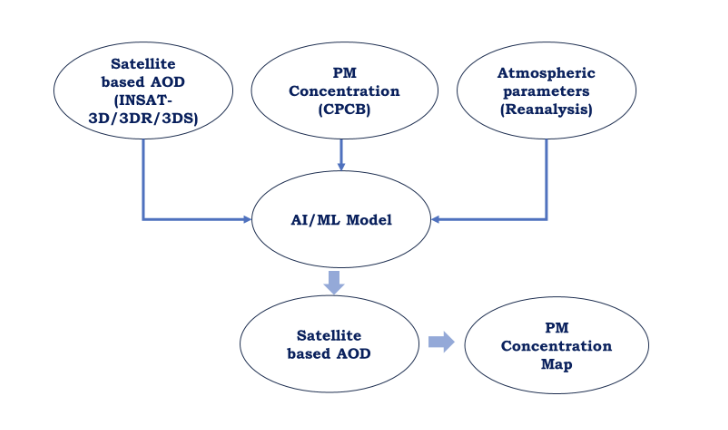 Satellite
based AOD
(INSAT-
3D/3DR/3DS)
PM
Concentration
(CPCB)
Atmospheric
parameters
(Reanalysis)
AI/ML Model
Satellite
based AOD
PM
Concentration
Map